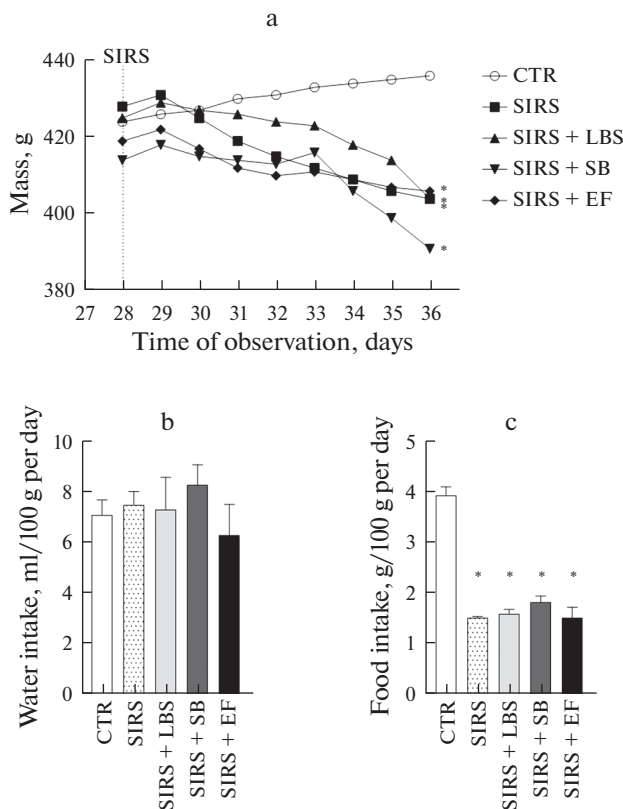 a
SIRS
440
420
400
380
Mass, g
27 28 29 30 31 32 33 34 35 36
Time of observation, days
CTR
SIRS
SIRS + LBS
SIRS + SB
SIRS + EF
*
*
*
*
b
10
8
6
4
2
0
Water intake, ml/100 g per day
CTR
SIRS
SIRS + LBS
SIRS + SB
SIRS + EF
c
5
4
3
2
1
0
Food intake, g/100 g per day
* * * *
CTR
SIRS
SIRS + LBS
SIRS + SB
SIRS + EF